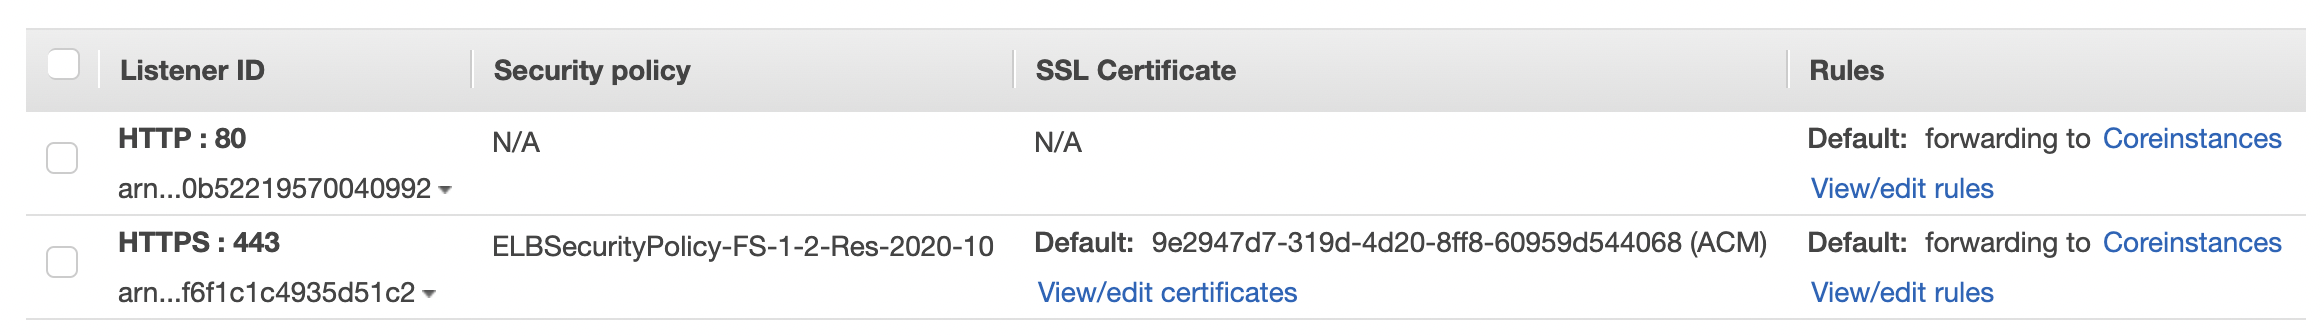 Listener ID Security policy SSL Certificate Rules
HTTP : 80 N/A N/A Default: forwarding to Coreinstances
arn...0b52219570040992 View/edit rules
HTTPS : 443 ELBSecurityPolicy-FS-1-2-Res-2020-10 Default: 9e2947d7-319d-4d20-8ff8-60959d544068 (ACM) Default: forwarding to Coreinstances
arn...f6f1c1c4935d51c2 View/edit certificates View/edit rules